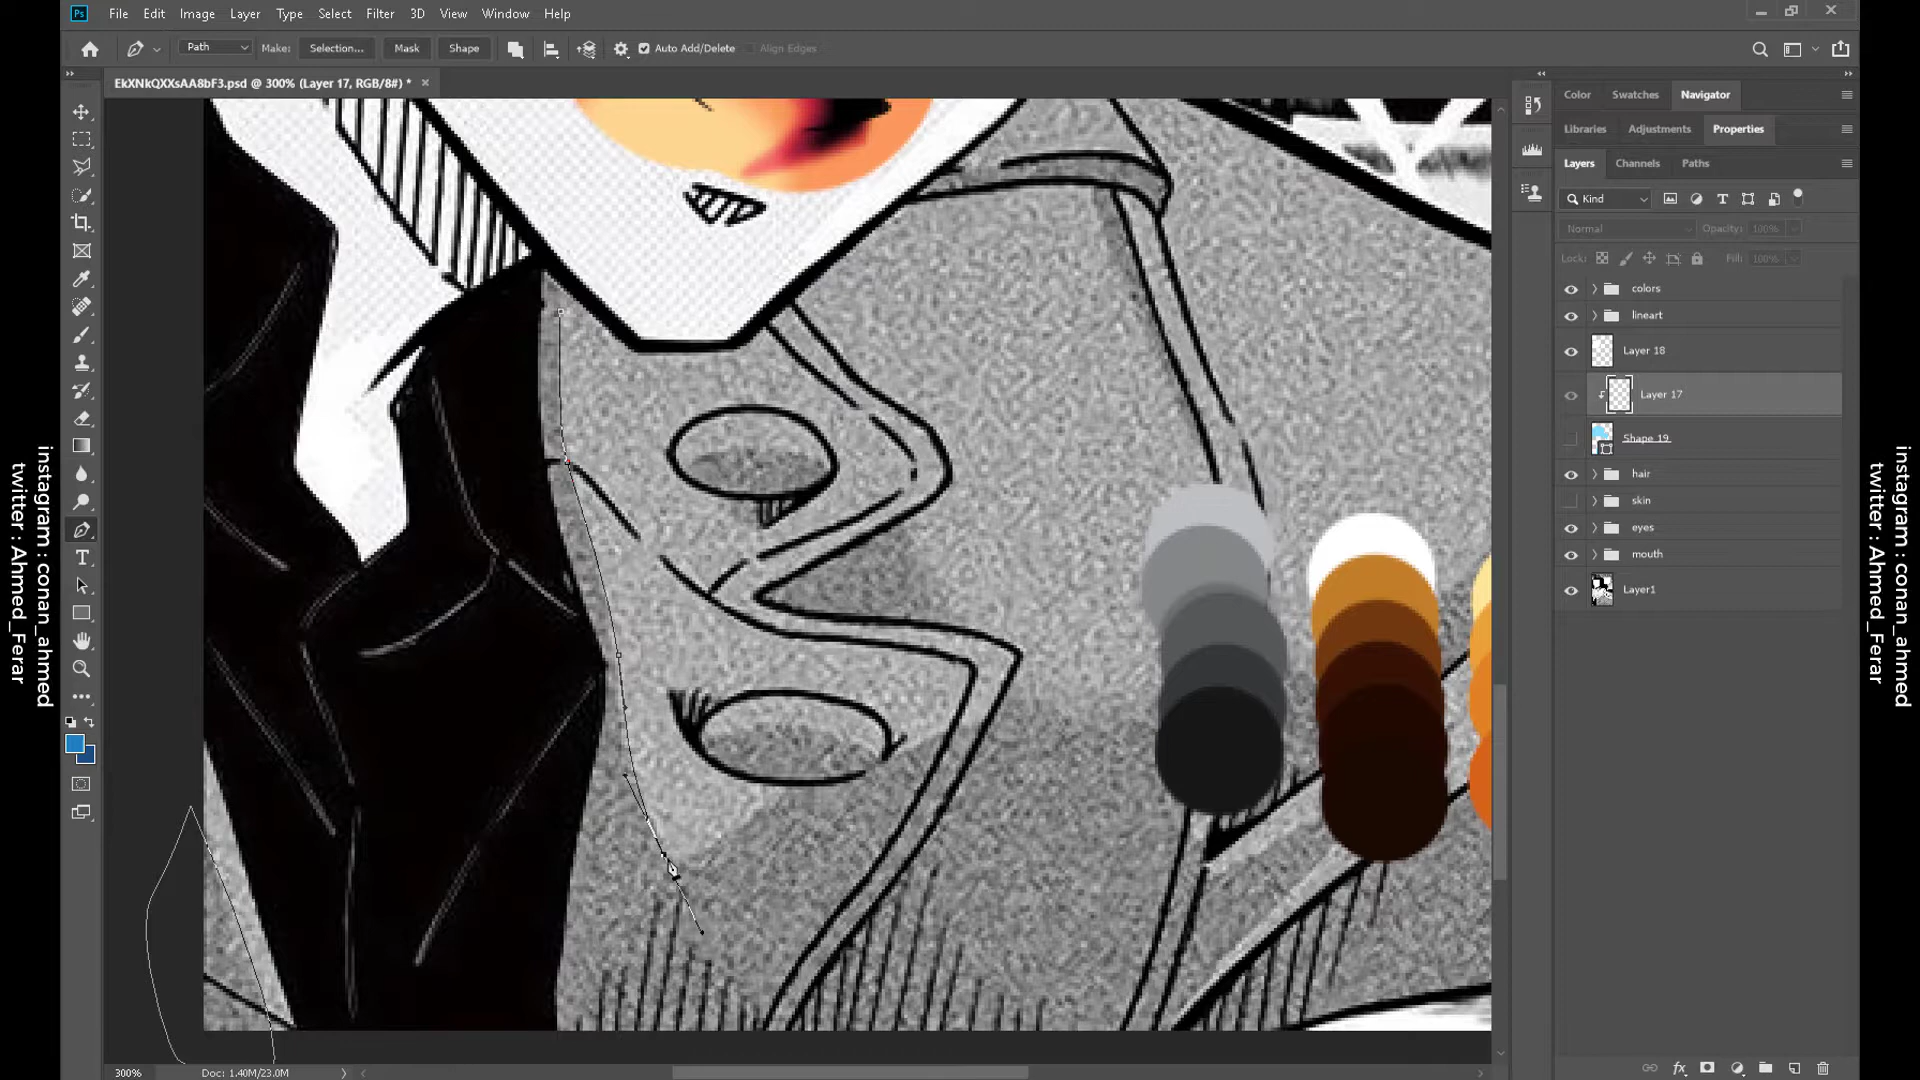 Ps File Edit Image Layer Type Select Filter 3D View Window Help
Path Make: Selection... Mask Shape Auto Add/Delete Align Edges
EkXNkQXXsAA8bF3.psd @ 300% (Layer 17, RGB/8#) *
Color Swatches Navigator
Libraries Adjustments Properties
Layers Channels Paths
Kind
Normal Opacity: 100%
Lock: Fill: 100%
colors
lineart
Layer 18
Layer 17
Shape 19
hair
skin
eyes
mouth
Layer1
300% Doc: 1.40M/23.0M
fx
instagram : conan_ahmed
twitter : Ahmed_Ferar
instagram : conan_ahmed
twitter : Ahmed_Ferar